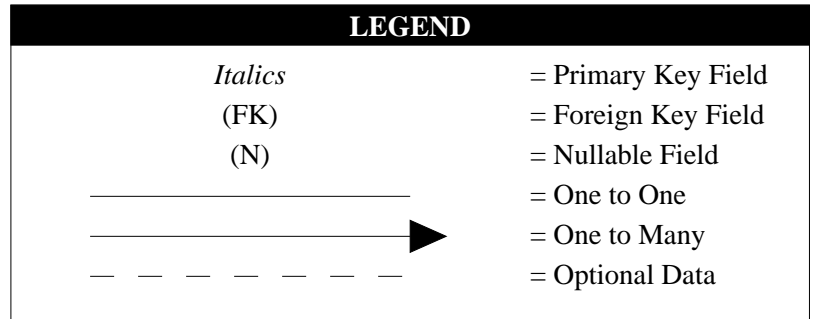 LEGEND
Italics = Primary Key Field
(FK) = Foreign Key Field
(N) = Nullable Field
= One to One
= One to Many
= Optional Data